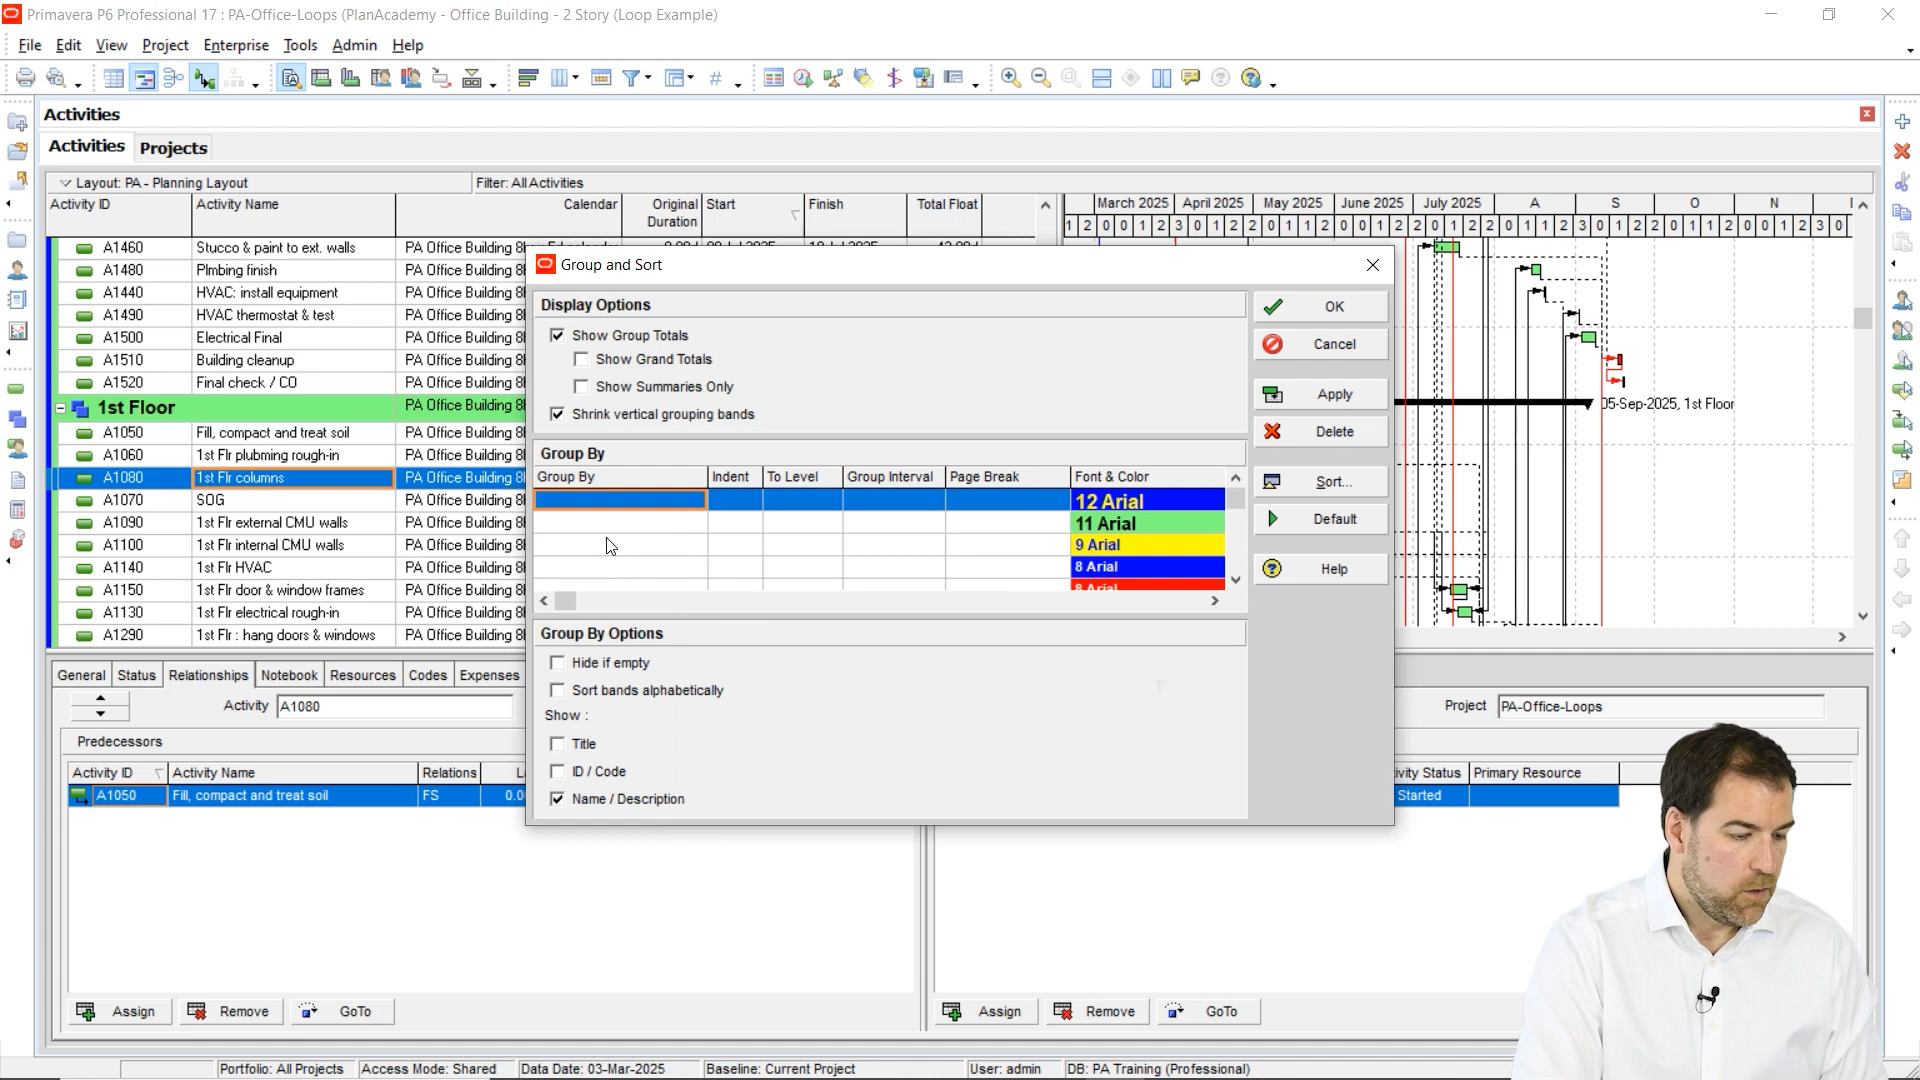 Primavera P6 Professional 17 : PA-Office-Loops (PlanAcademy - Office Building - 2 Story (Loop Example)
File Edit View Project Enterprise Tools Admin Help
Activities
Activities Projects
Layout: PA - Planning Layout Filter: All Activities
Activity ID Activity Name Calendar Original Duration Start Finish Total Float
March 2025 April 2025 May 2025 June 2025 July 2025 A S O N
A1460 Stucco & paint to ext. walls PA Office Building
A1480 Plmbing finish PA Office Building
A1440 HVAC: install equipment PA Office Building
A1490 HVAC thermostat & test PA Office Building
A1500 Electrical Final PA Office Building
A1510 Building cleanup PA Office Building
A1520 Final check / CO PA Office Building
1st Floor PA Office Building
05-Sep-2025, 1st Floor
A1050 Fill, compact and treat soil PA Office Building
A1060 1st Flr plubming rough-in PA Office Building
A1080 1st Flr columns PA Office Building
A1070 SOG PA Office Building
A1090 1st Flr external CMU walls PA Office Building
A1100 1st Flr internal CMU walls PA Office Building
A1140 1st Flr HVAC PA Office Building
A1150 1st Flr door & window frames PA Office Building
A1130 1st Flr electrical rough-in PA Office Building
A1290 1st Flr : hang doors & windows PA Office Building
Group and Sort
Display Options
Show Group Totals
Show Grand Totals
Show Summaries Only
Shrink vertical grouping bands
Group By
Group By Indent To Level Group Interval Page Break Font & Color
12 Arial
11 Arial
9 Arial
8 Arial
8 Arial
Group By Options
Hide if empty
Sort bands alphabetically
Show :
Title
ID / Code
Name / Description
OK
Cancel
Apply
Delete
Sort...
Default
Help
General Status Relationships Notebook Resources Codes Expenses
Activity A1080 Project PA-Office-Loops
Predecessors
Activity ID Activity Name Relations
A1050 Fill, compact and treat soil FS
Status Primary Resource
Started
Assign Remove GoTo
Assign Remove GoTo
Portfolio: All Projects Access Mode: Shared Data Date: 03-Mar-2025 Baseline: Current Project User: admin DB: PA Training (Professional)